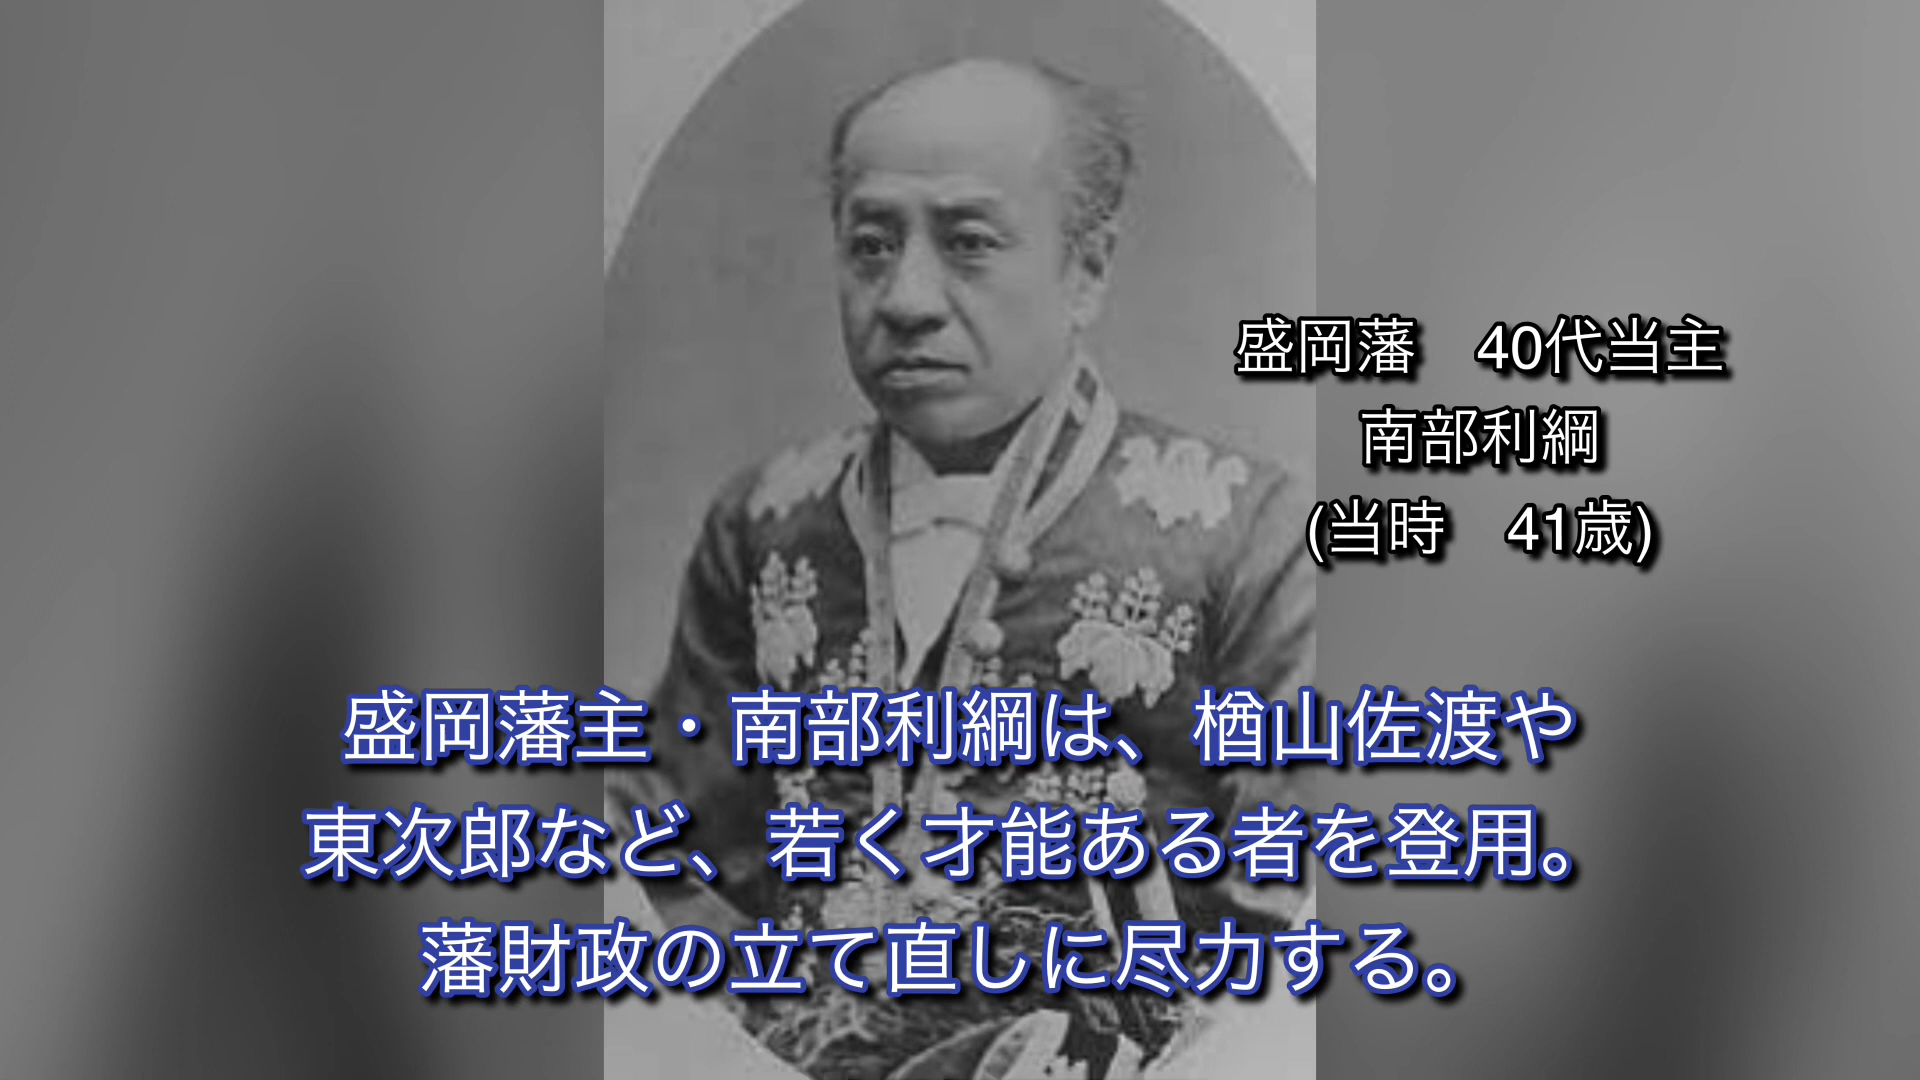 盛岡藩　40代当主
南部利綱
(当時　41歳)
盛岡藩主・南部利綱は、楢山佐渡や
東次郎など、若く才能ある者を登用。
藩財政の立て直しに尽力する。